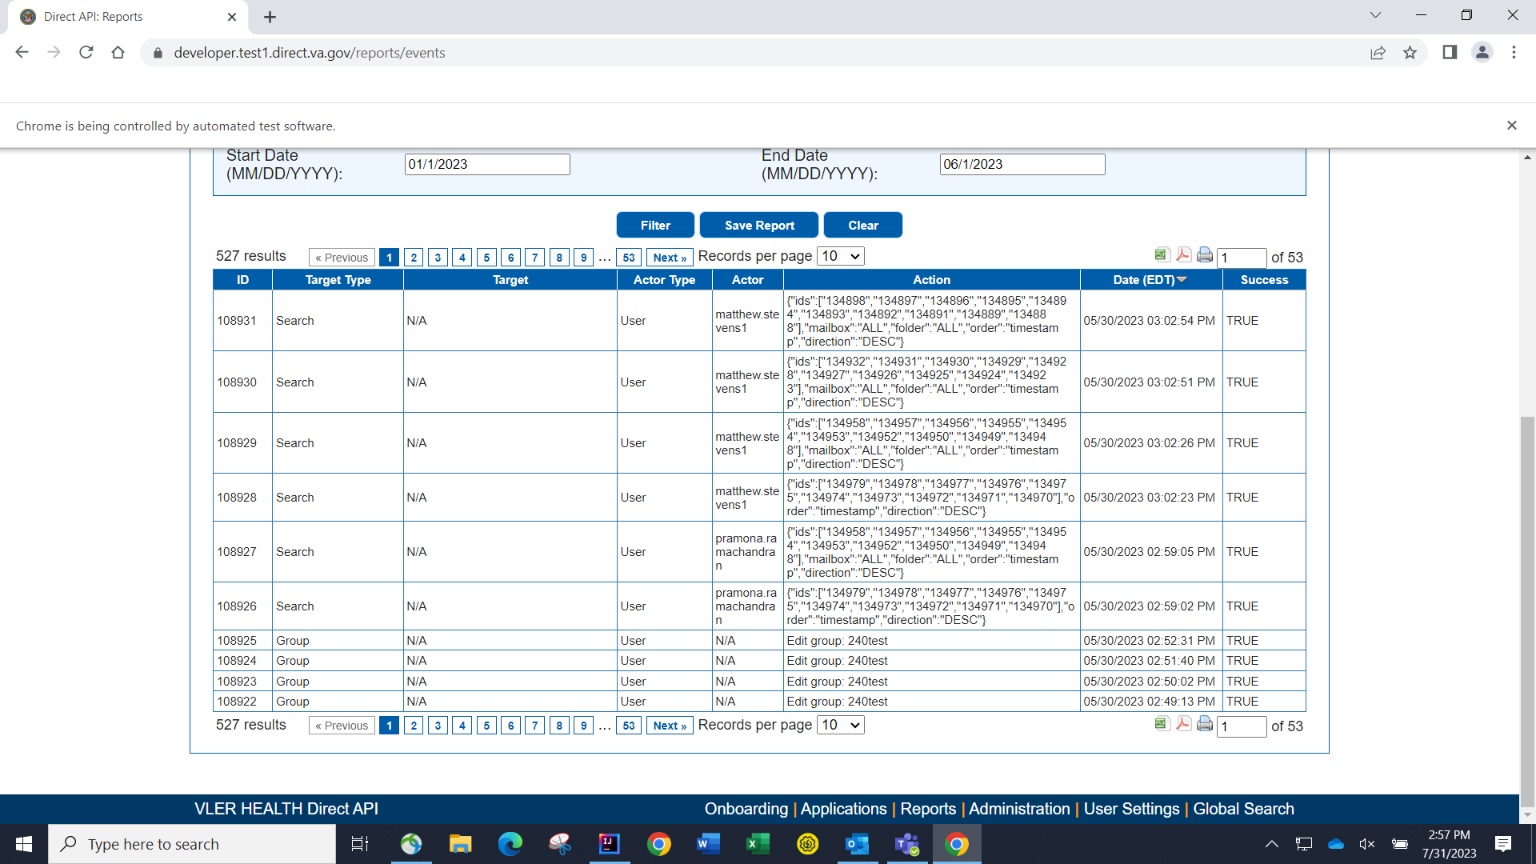 Direct API: Reports
developer.test1.direct.va.gov/reports/events
Chrome is being controlled by automated test software.
Start Date
(MM/DD/YYYY):
01/1/2023
End Date
(MM/DD/YYYY):
06/1/2023
Filter
Save Report
Clear
527 results « Previous 1 2 3 4 5 6 7 8 9 ... 53 Next » Records per page 10 1 of 53
ID Target Type Target Actor Type Actor Action Date (EDT) Success
108931 Search N/A User
matthew.ste
vens1
{"ids":["134898","134897","134896","134895","13489
4","134893","134892","134891","134889","13488
8"],"mailbox":"ALL","folder":"ALL","order":"timestam
p","direction":"DESC"}
05/30/2023 03:02:54 PM TRUE
108930 Search N/A User
matthew.ste
vens1
{"ids":["134932","134931","134930","134929","13492
8","134927","134926","134925","134924","13492
3"],"mailbox":"ALL","folder":"ALL","order":"timestam
p","direction":"DESC"}
05/30/2023 03:02:51 PM TRUE
108929 Search N/A User
matthew.ste
vens1
{"ids":["134958","134957","134956","134955","13495
4","134953","134952","134950","134949","13494
8"],"mailbox":"ALL","folder":"ALL","order":"timestam
p","direction":"DESC"}
05/30/2023 03:02:26 PM TRUE
108928 Search N/A User
matthew.ste
vens1
{"ids":["134979","134978","134977","134976","13497
5","134974","134973","134972","134971","134970"],"o
rder":"timestamp","direction":"DESC"}
05/30/2023 03:02:23 PM TRUE
108927 Search N/A User
pramona.ra
machandra
n
{"ids":["134958","134957","134956","134955","13495
4","134953","134952","134950","134949","13494
8"],"mailbox":"ALL","folder":"ALL","order":"timestam
p","direction":"DESC"}
05/30/2023 02:59:05 PM TRUE
108926 Search N/A User
pramona.ra
machandra
n
{"ids":["134979","134978","134977","134976","13497
5","134974","134973","134972","134971","134970"],"o
rder":"timestamp","direction":"DESC"}
05/30/2023 02:59:02 PM TRUE
108925 Group N/A User N/A Edit group: 240test 05/30/2023 02:52:31 PM TRUE
108924 Group N/A User N/A Edit group: 240test 05/30/2023 02:51:40 PM TRUE
108923 Group N/A User N/A Edit group: 240test 05/30/2023 02:50:02 PM TRUE
108922 Group N/A User N/A Edit group: 240test 05/30/2023 02:49:13 PM TRUE
527 results « Previous 1 2 3 4 5 6 7 8 9 ... 53 Next » Records per page 10 1 of 53
VLER HEALTH Direct API
Onboarding | Applications | Reports | Administration | User Settings | Global Search
Type here to search
2:57 PM
7/31/2023